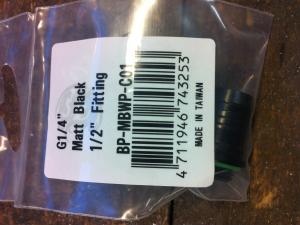 G1/4"
Matt Black
1/2" Fitting
BP-MBWP-C01
4 711946 743253
MADE IN TAIWAN